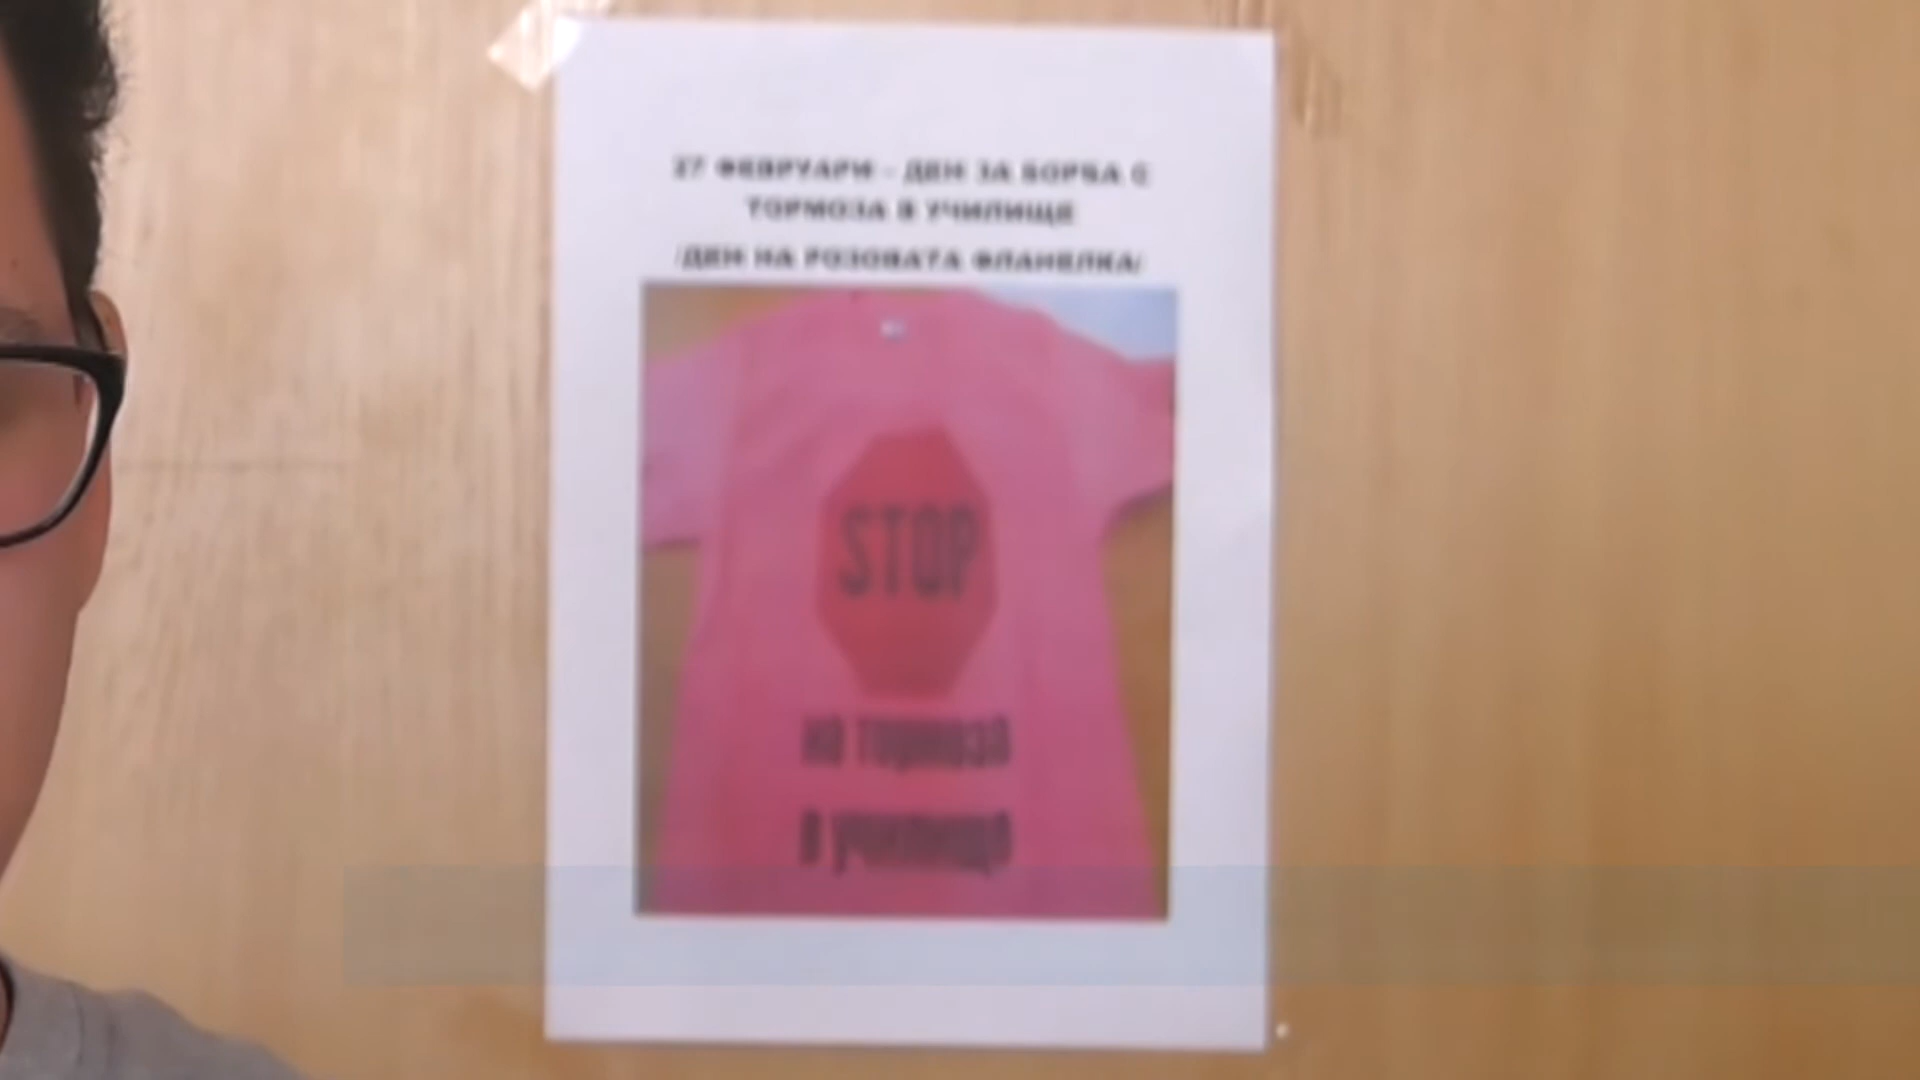 27 ФЕВРУАРИ - ДЕН ЗА БОРБА С
ТОРМОЗА В УЧИЛИЩЕ
/ДЕН НА РОЗОВАТА ФЛАНЕЛКА/
STOP
на тормоза
в училище